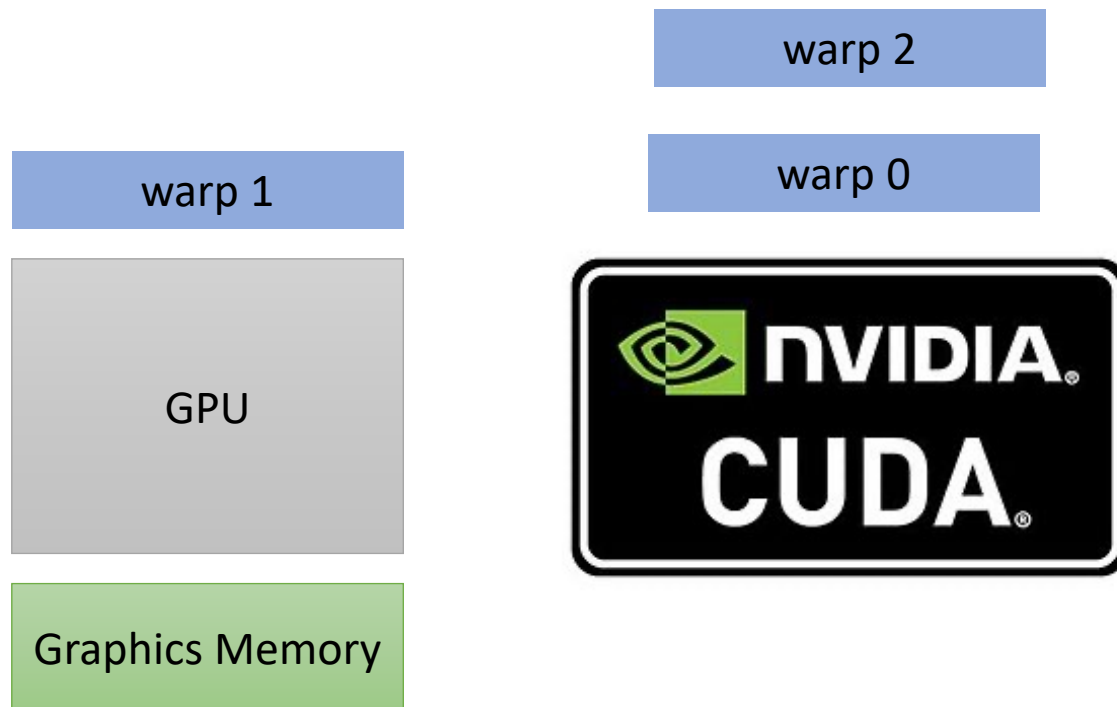 warp 2
warp 1
warp 0
GPU
NVIDIA®
CUDA®
Graphics Memory